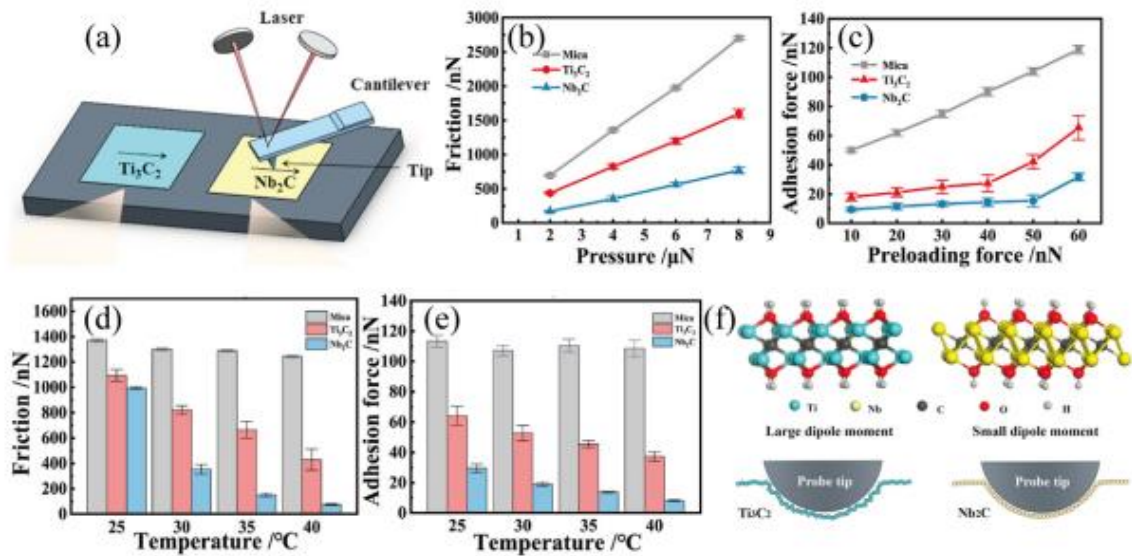 (a)
Laser
Cantilever
Ti₃C₂
Nb₂C
Tip
(b)
Friction /nN
3000
2500
2000
1500
1000
500
0
Mica
Ti₃C₂
Nb₂C
1 2 3 4 5 6 7 8 9
Pressure /μN
(c)
Adhesion force /nN
140
120
100
80
60
40
20
0
Mica
Ti₃C₂
Nb₂C
10 20 30 40 50 60
Preloading force /nN
(d)
Friction /nN
1600
1400
1200
1000
800
600
400
200
0
Mica
Ti₃C₂
Nb₂C
25 30 35 40
Temperature /°C
(e)
Adhesion force /nN
140
120
100
80
60
40
20
0
Mica
Ti₃C₂
Nb₂C
25 30 35 40
Temperature /°C
(f)
Ti Nb C O H
Large dipole moment Small dipole moment
Probe tip Probe tip
Ti₃C₂ Nb₂C